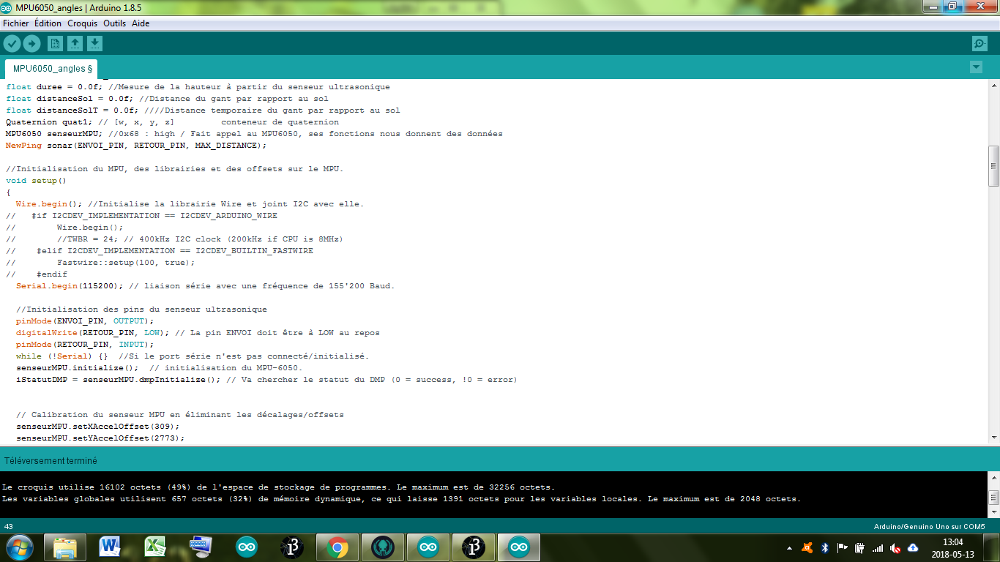 MPU6050_angles | Arduino 1.8.5
Fichier Édition Croquis Outils Aide
MPU6050_angles §
float duree = 0.0f; //Mesure de la hauteur à partir du senseur ultrasonique
float distanceSol = 0.0f; //Distance du gant par rapport au sol
float distanceSolT = 0.0f; ////Distance temporaire du gant par rapport au sol
Quaternion quat1; // [w, x, y, z]         conteneur de quaternion
MPU6050 senseurMPU; //0x68 : high / Fait appel au MPU6050, ses fonctions nous donnent des données
NewPing sonar(ENVOI_PIN, RETOUR_PIN, MAX_DISTANCE);
//Initialisation du MPU, des librairies et des offsets sur le MPU.
void setup()
{
  Wire.begin(); //Initialise la librairie Wire et joint I2C avec elle.
//   #if I2CDEV_IMPLEMENTATION == I2CDEV_ARDUINO_WIRE
//        Wire.begin();
//        //TWBR = 24; // 400kHz I2C clock (200kHz if CPU is 8MHz)
//    #elif I2CDEV_IMPLEMENTATION == I2CDEV_BUILTIN_FASTWIRE
//        Fastwire::setup(100, true);
//    #endif
  Serial.begin(115200); // liaison série avec une fréquence de 155'200 Baud.
  //Initialisation des pins du senseur ultrasonique
  pinMode(ENVOI_PIN, OUTPUT);
  digitalWrite(RETOUR_PIN, LOW); // La pin ENVOI doit être à LOW au repos
  pinMode(RETOUR_PIN, INPUT);
  while (!Serial) {}  //Si le port série n'est pas connecté/initialisé.
  senseurMPU.initialize();  // initialisation du MPU-6050.
  iStatutDMP = senseurMPU.dmpInitialize(); // Va chercher le statut du DMP (0 = success, !0 = error)
  // Calibration du senseur MPU en éliminant les décalages/offsets
  senseurMPU.setXAccelOffset(309);
  senseurMPU.setYAccelOffset(2773);
Téléversement terminé
Le croquis utilise 16102 octets (49%) de l'espace de stockage de programmes. Le maximum est de 32256 octets.
Les variables globales utilisent 657 octets (32%) de mémoire dynamique, ce qui laisse 1391 octets pour les variables locales. Le maximum est de 2048 octets.
43
Arduino/Genuino Uno sur COM5
13:04
2018-05-13